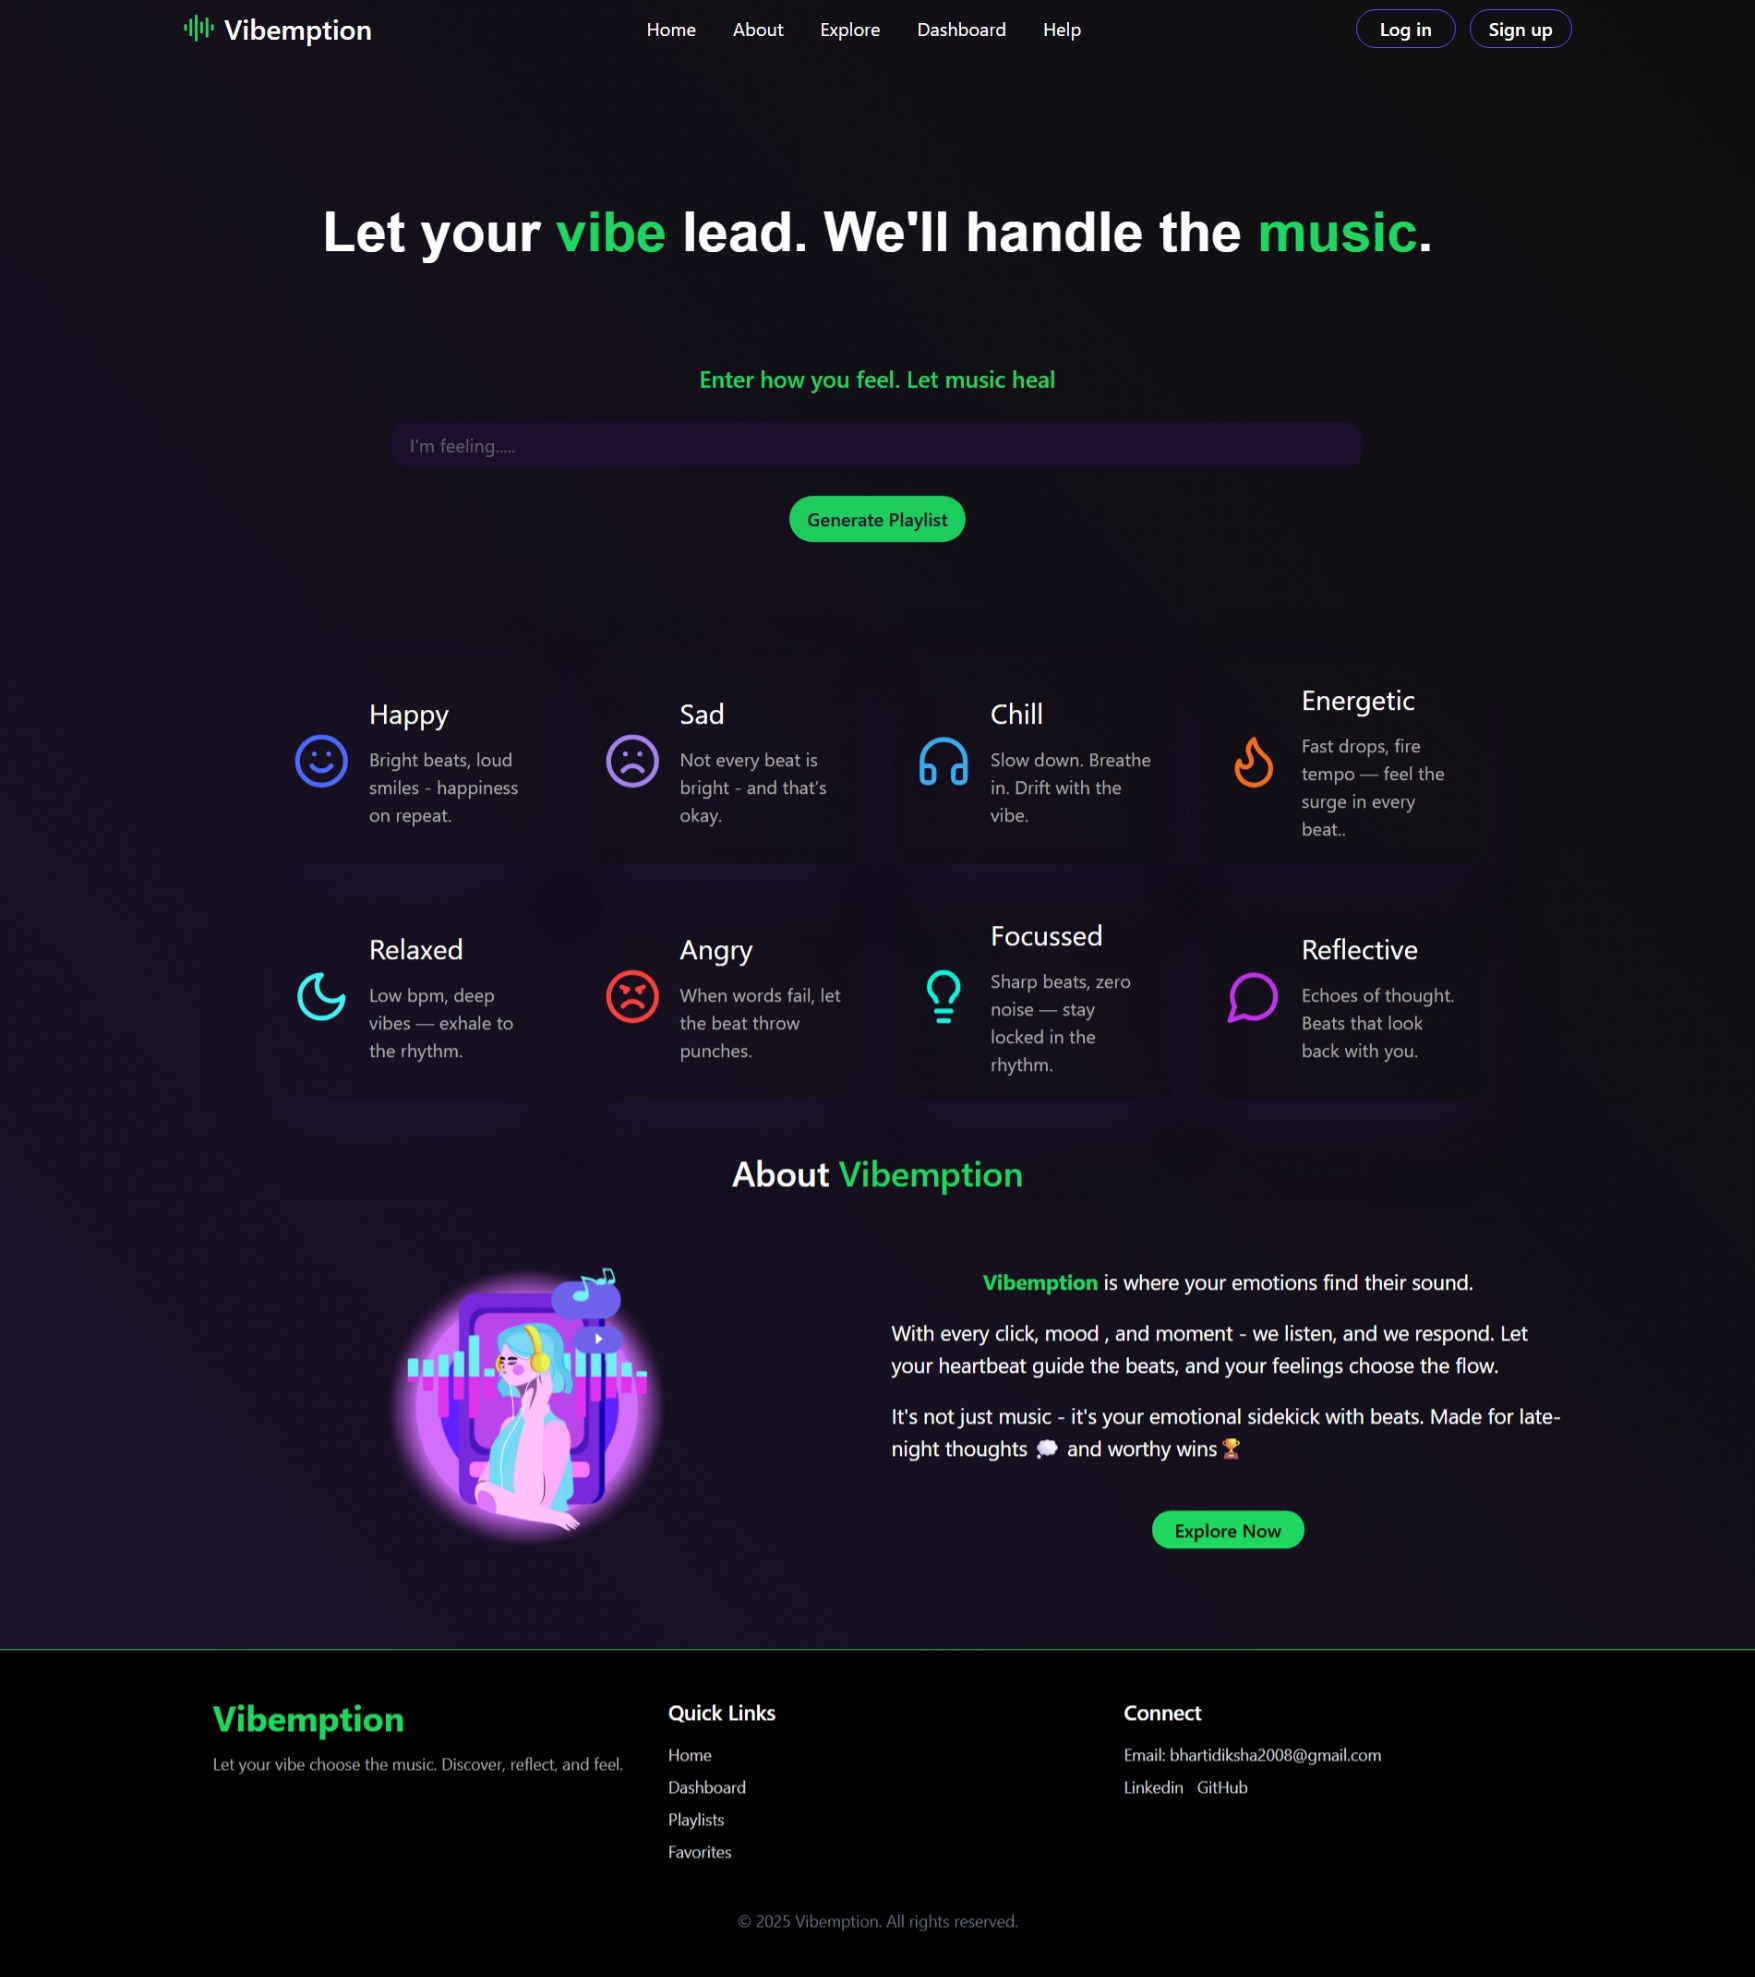 Vibemption
Home About Explore Dashboard Help
Log in Sign up
Let your vibe lead. We'll handle the music.
Enter how you feel. Let music heal
I'm feeling.....
Generate Playlist
Happy
Bright beats, loud
smiles - happiness
on repeat.
Sad
Not every beat is
bright - and that’s
okay.
Chill
Slow down. Breathe
in. Drift with the
vibe.
Energetic
Fast drops, fire
tempo — feel the
surge in every
beat..
Relaxed
Low bpm, deep
vibes — exhale to
the rhythm.
Angry
When words fail, let
the beat throw
punches.
Focussed
Sharp beats, zero
noise — stay
locked in the
rhythm.
Reflective
Echoes of thought.
Beats that look
back with you.
About Vibemption
Vibemption is where your emotions find their sound.
With every click, mood , and moment - we listen, and we respond. Let
your heartbeat guide the beats, and your feelings choose the flow.
It's not just music - it's your emotional sidekick with beats. Made for late-
night thoughts 💭 and worthy wins🏆
Explore Now
Vibemption
Let your vibe choose the music. Discover, reflect, and feel.
Quick Links
Home
Dashboard
Playlists
Favorites
Connect
Email: bhartidiksha2008@gmail.com
Linkedin GitHub
© 2025 Vibemption. All rights reserved.